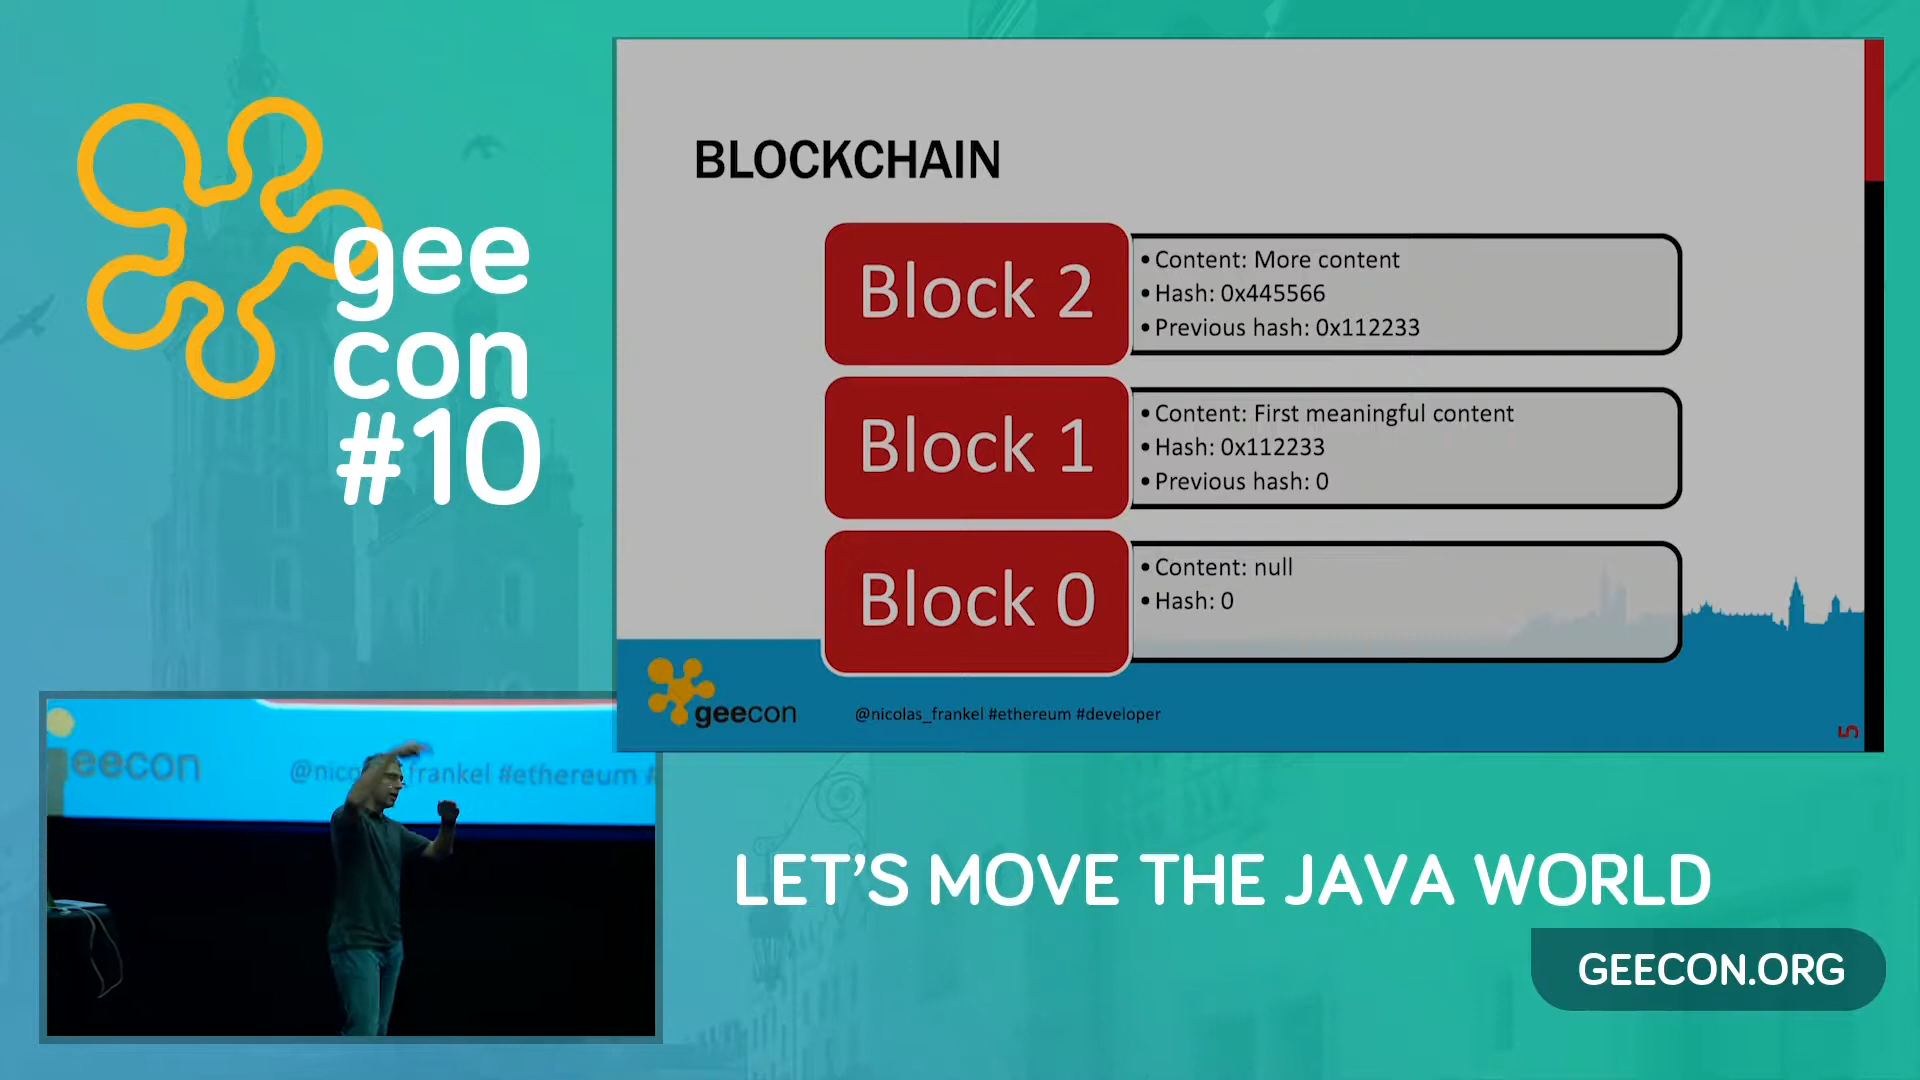 gee
con
#10
BLOCKCHAIN
Block 2
• Content: More content
• Hash: 0x445566
• Previous hash: 0x112233
Block 1
• Content: First meaningful content
• Hash: 0x112233
• Previous hash: 0
Block 0
• Content: null
• Hash: 0
geecon
@nicolas_frankel #ethereum #developer
5
eecon
@nico frankel #ethereum #
LET'S MOVE THE JAVA WORLD
GEECON.ORG